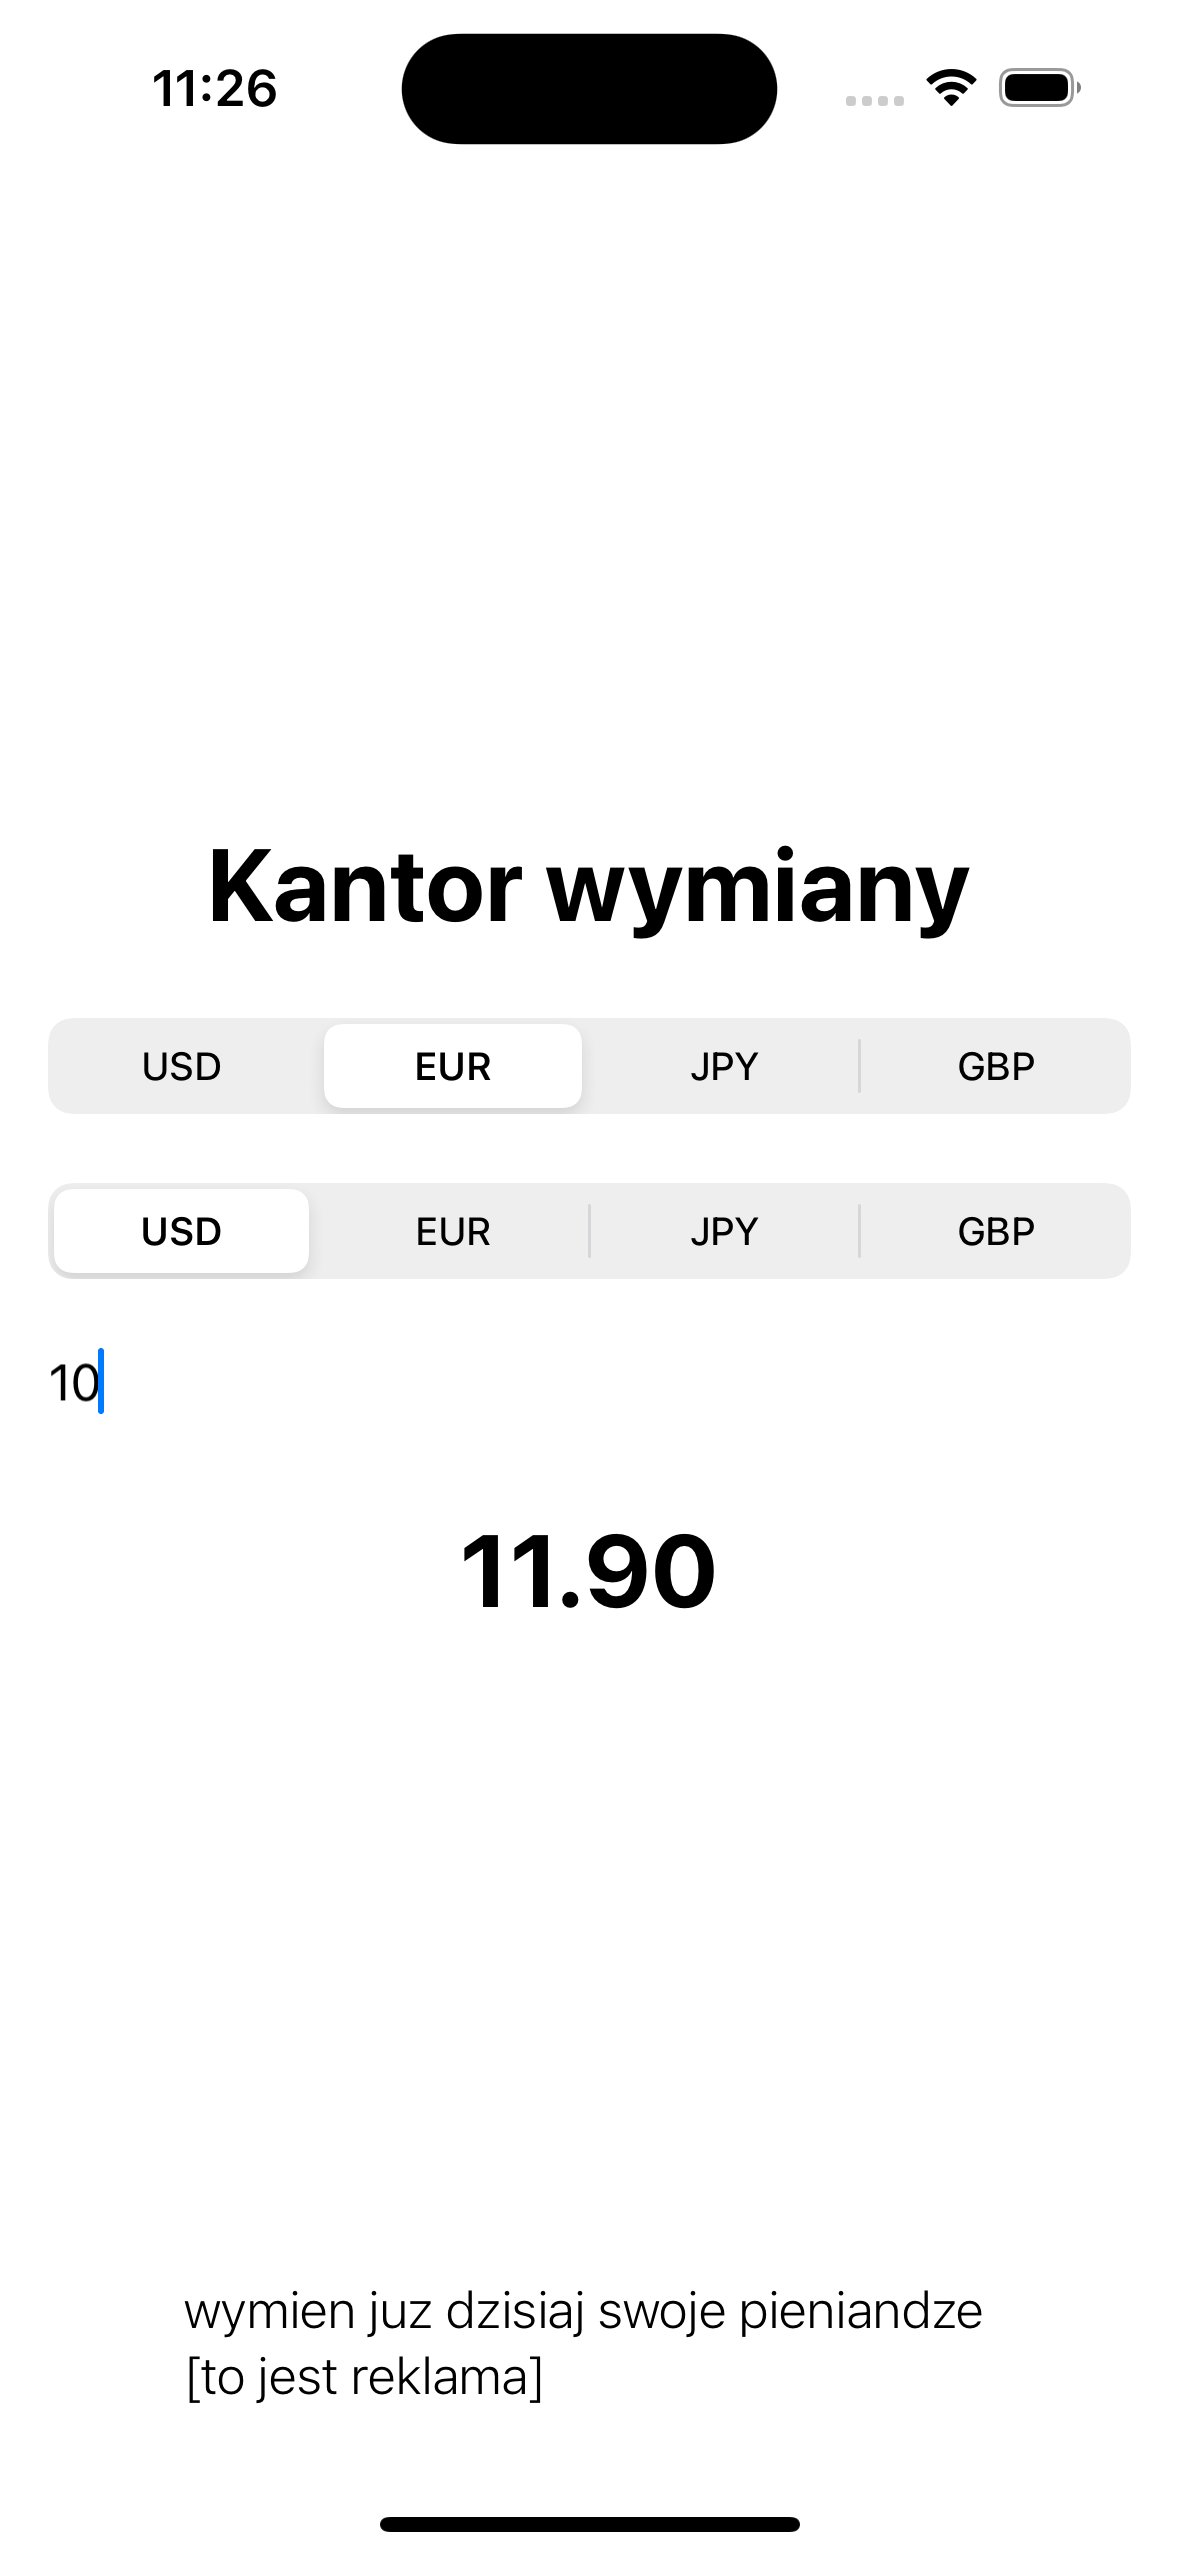 11:26
Kantor wymiany
USD EUR JPY GBP
USD EUR JPY GBP
10
11.90
wymien juz dzisiaj swoje pieniandze
[to jest reklama]